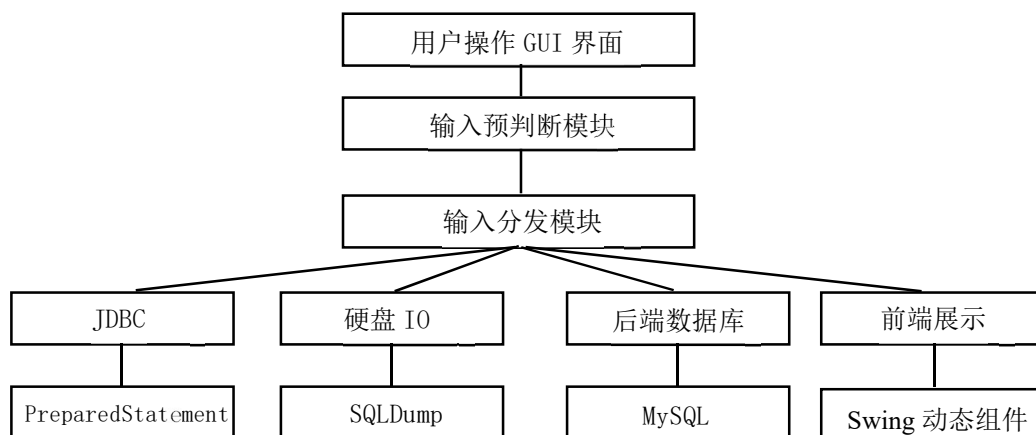 用户操作 GUI 界面
输入预判断模块
输入分发模块
JDBC
硬盘 IO
后端数据库
前端展示
PreparedStatement
SQLDump
MySQL
Swing 动态组件